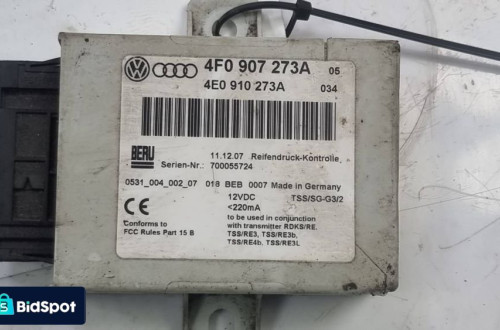 4F0 907 273A 05
4E0 910 273A 034
BERU
11.12.07 Reifendruck-Kontrolle
Serien-Nr.: 700055724
0531_004_002_07 018 BEB 0007 Made in Germany
12VDC TSS/SG-G3/2
<220mA
CE
Conforms to
FCC Rules Part 15 B
to be used in conjunction
with transmitter RDKS/RE,
TSS/RE3, TSS/RE3b,
TSS/RE4b, TSS/RE3L
BidSpot